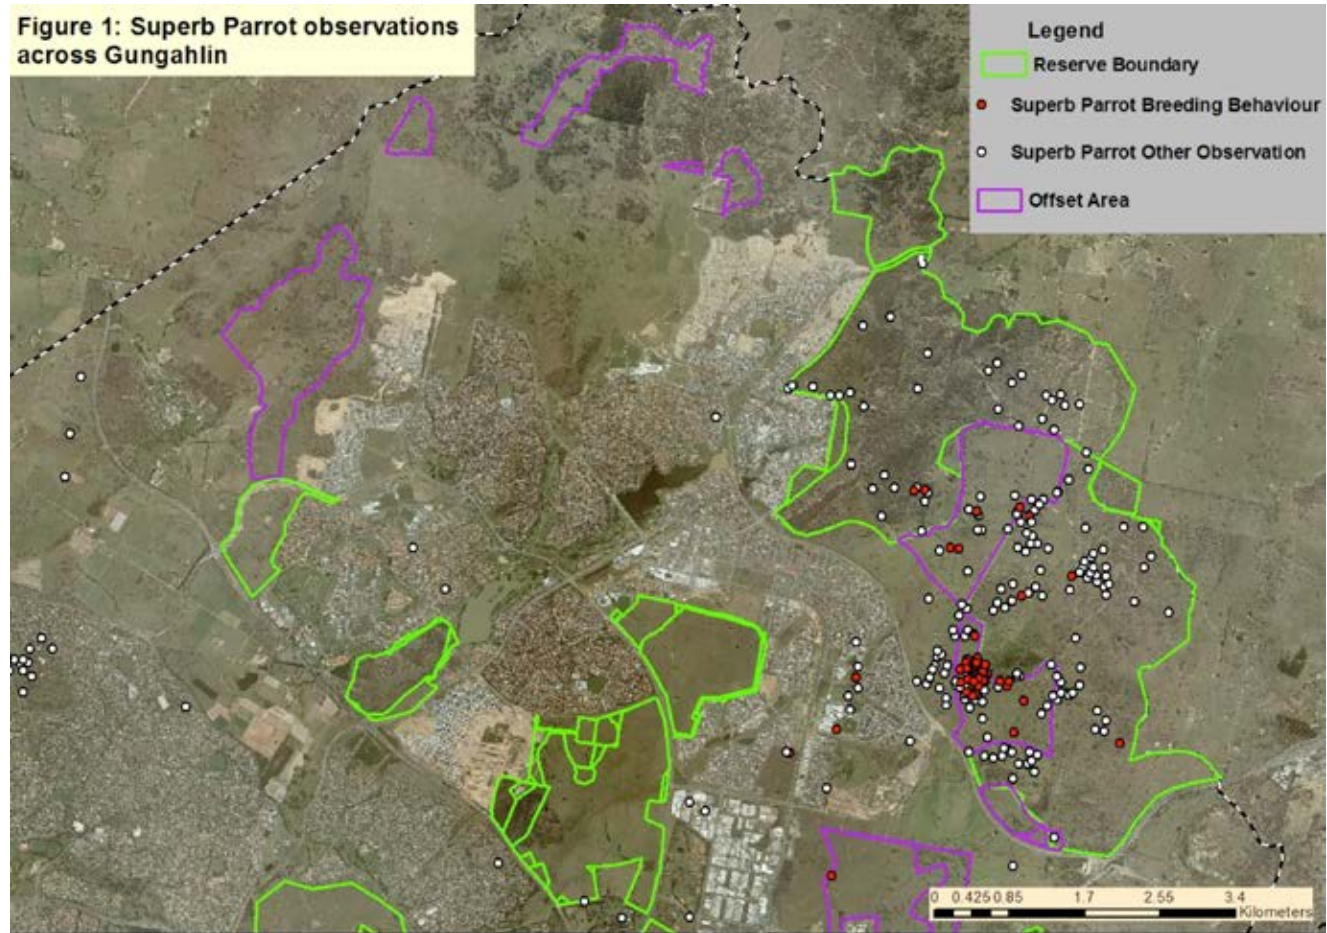 Figure 1: Superb Parrot observations
across Gungahlin
Legend
Reserve Boundary
Superb Parrot Breeding Behaviour
Superb Parrot Other Observation
Offset Area
0 0.425 0.85 1.7 2.55 3.4
Kilometers